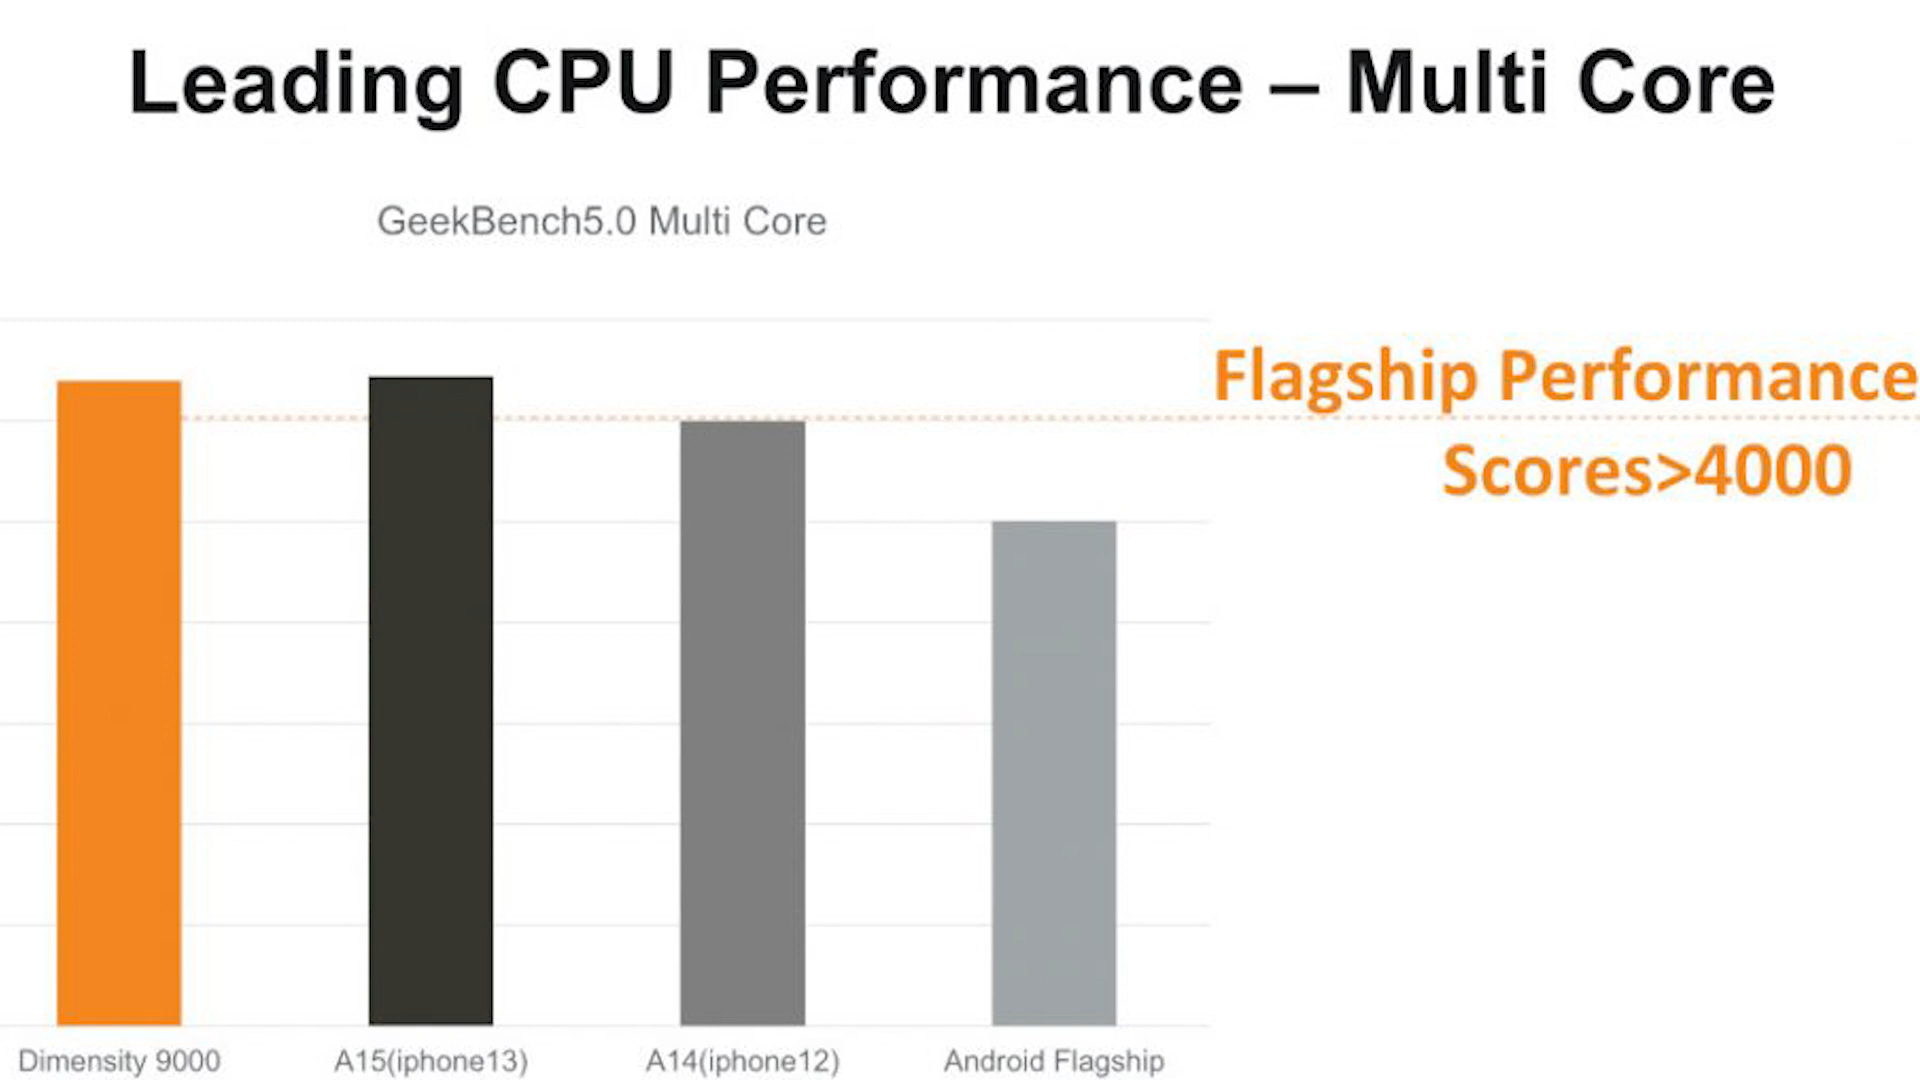 Leading CPU Performance – Multi Core
GeekBench5.0 Multi Core
Flagship Performance
Scores>4000
Dimensity 9000
A15(iphone13)
A14(iphone12)
Android Flagship